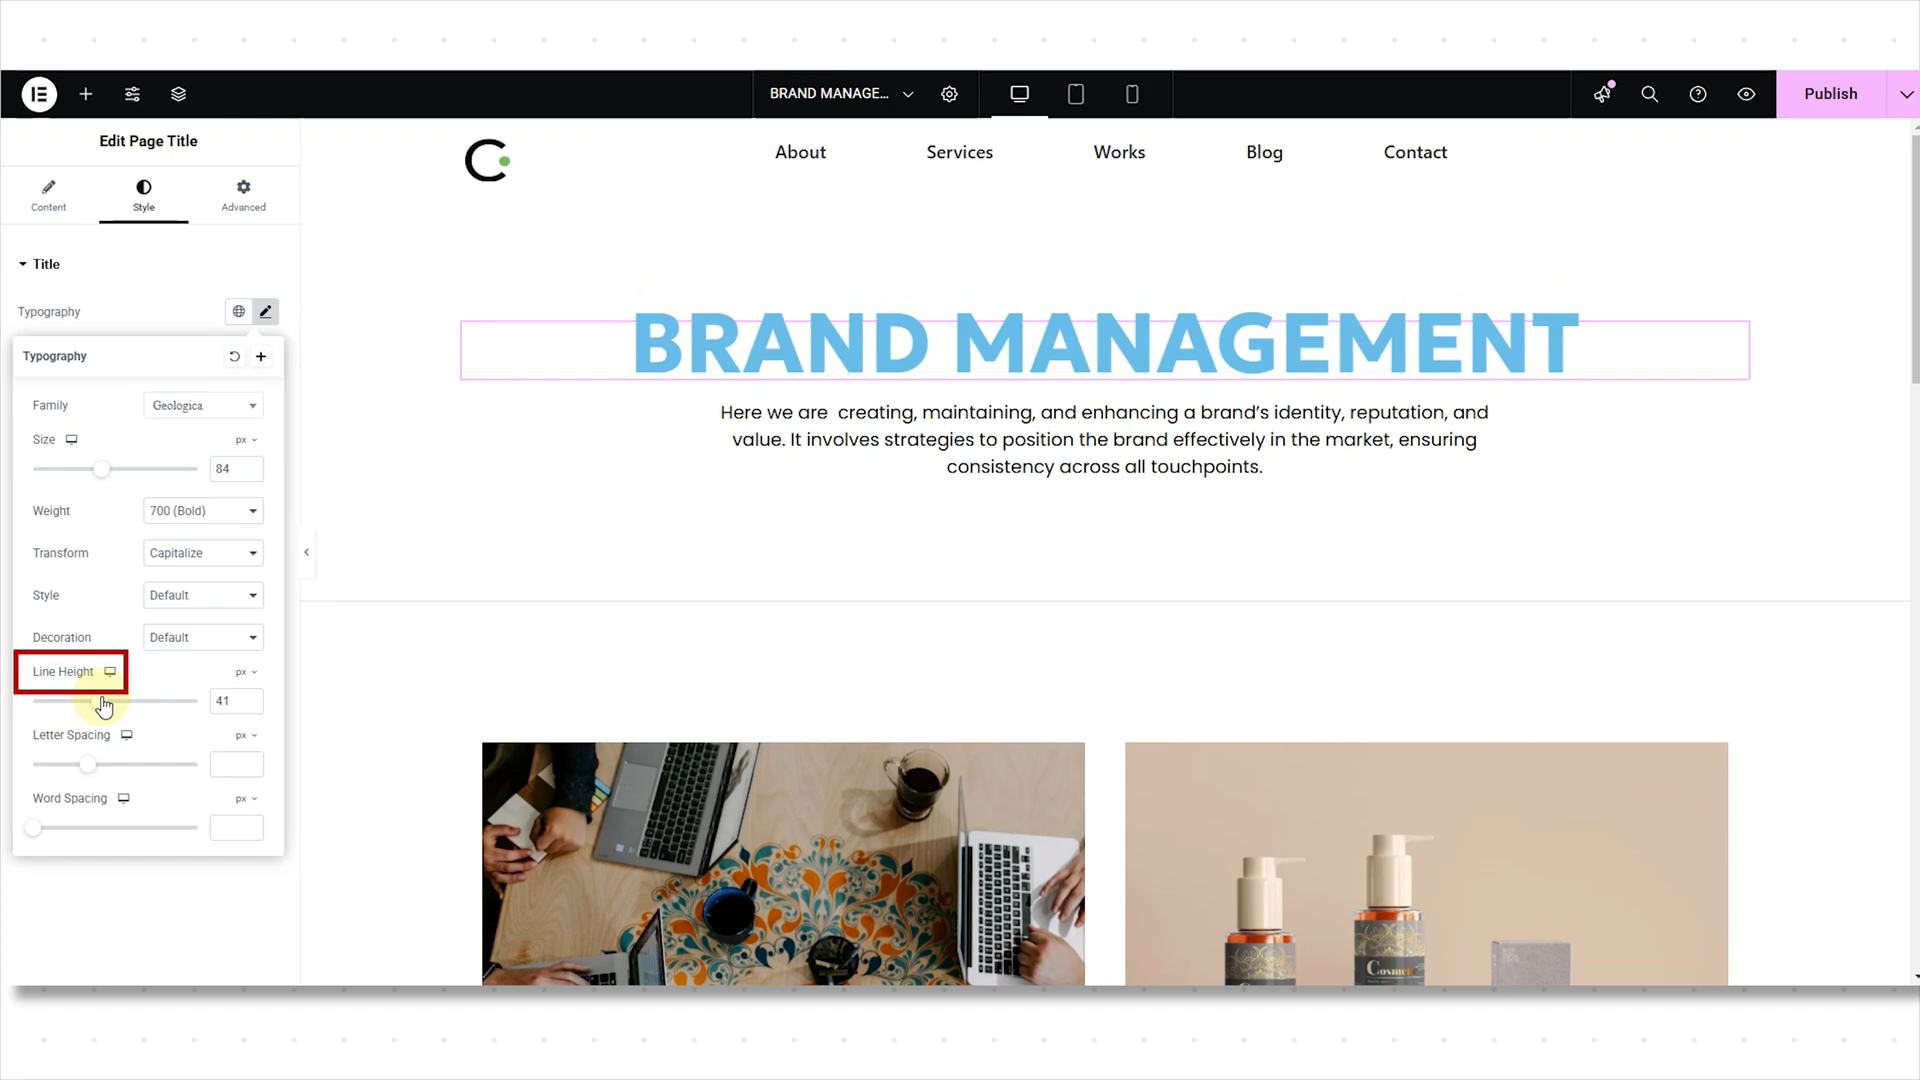 BRAND MANAGE...
Publish
Edit Page Title
Content
Style
Advanced
Title
Typography
Typography
Family
Geologica
Size
px
84
Weight
700 (Bold)
Transform
Capitalize
Style
Default
Decoration
Default
Line Height
px
41
Letter Spacing
px
Word Spacing
px
About
Services
Works
Blog
Contact
BRAND MANAGEMENT
Here we are creating, maintaining, and enhancing a brand’s identity, reputation, and
value. It involves strategies to position the brand effectively in the market, ensuring
consistency across all touchpoints.